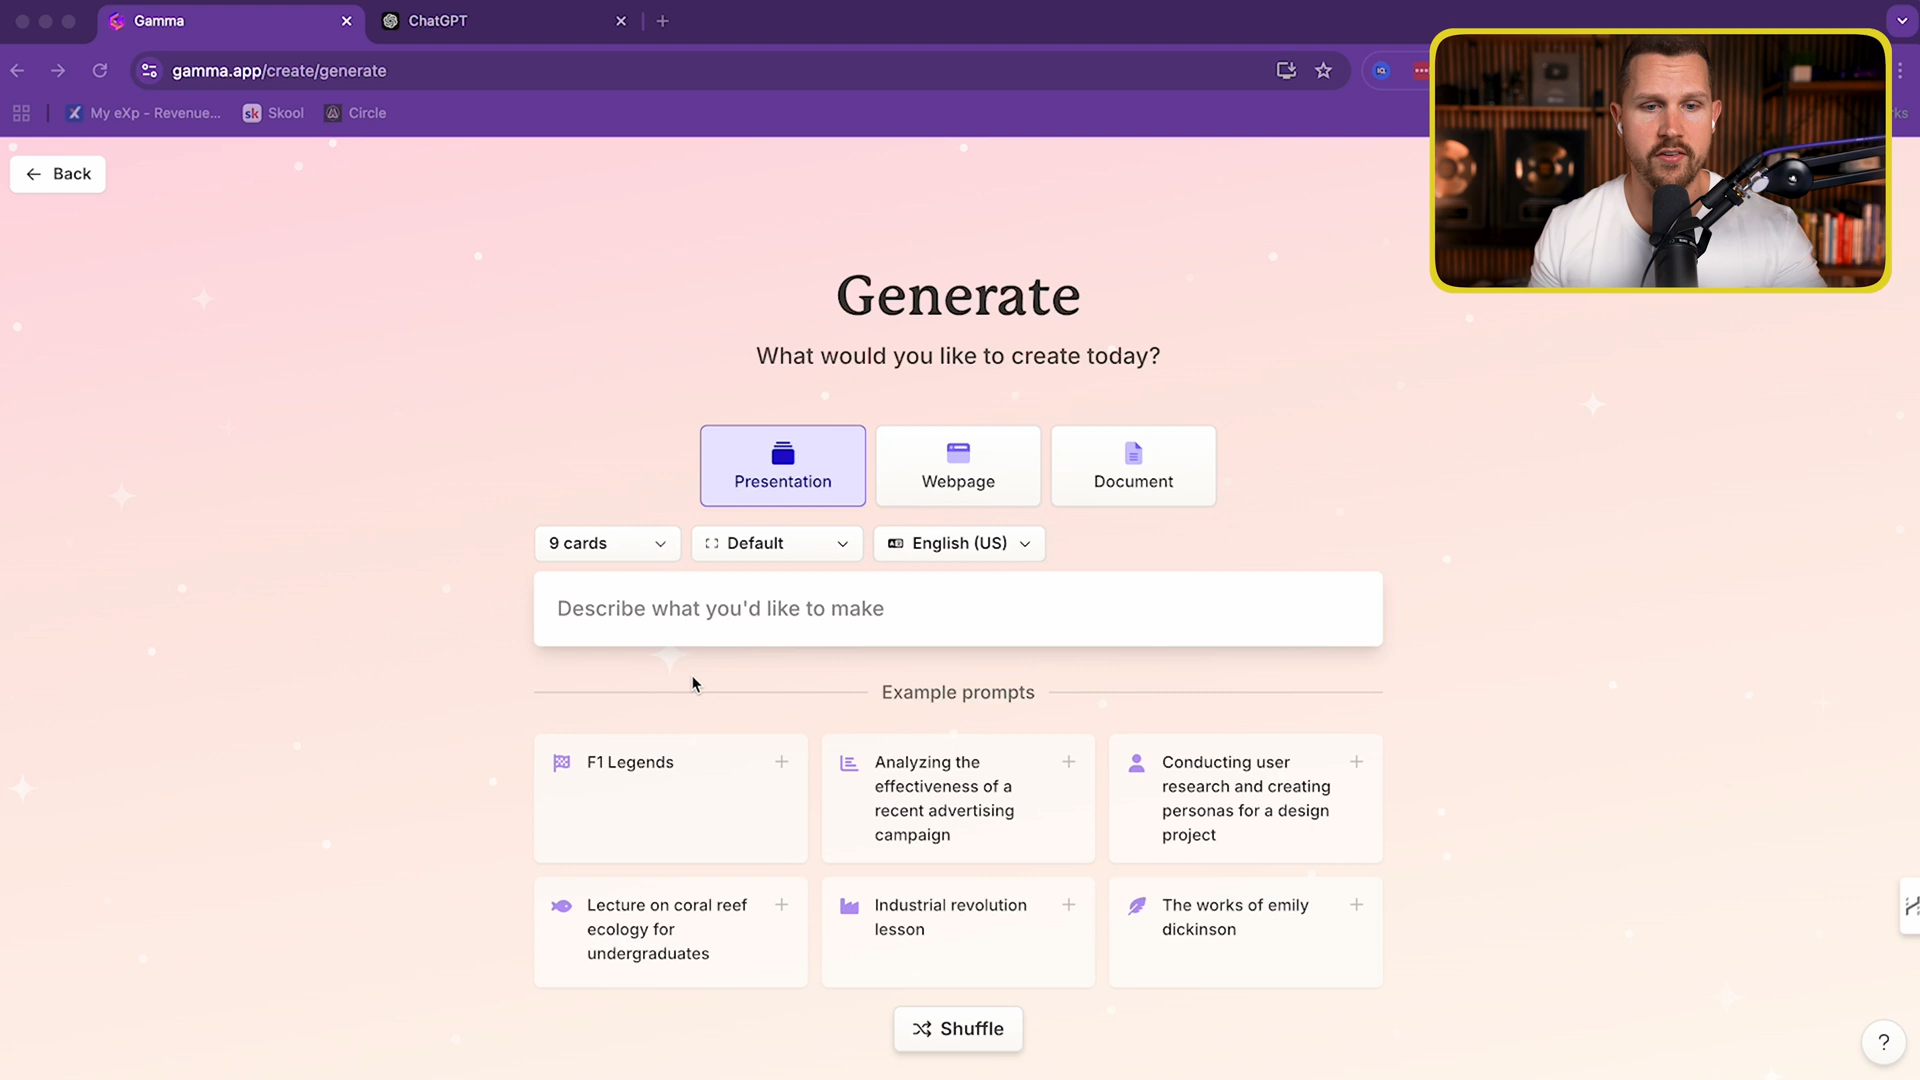 Gamma
ChatGPT
gamma.app/create/generate
My eXp - Revenue...
sk Skool
Circle
Back
Generate
What would you like to create today?
Presentation
Webpage
Document
9 cards
Default
English (US)
Describe what you'd like to make
Example prompts
F1 Legends
Analyzing the
effectiveness of a
recent advertising
campaign
Conducting user
research and creating
personas for a design
project
Lecture on coral reef
ecology for
undergraduates
Industrial revolution
lesson
The works of emily
dickinson
Shuffle
?